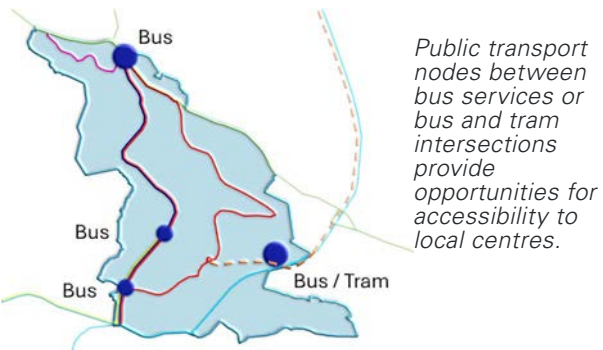 Bus
Public transport
nodes between
bus services or
bus and tram
intersections
provide
opportunities for
accessibility to
local centres.
Bus
Bus / Tram
Bus